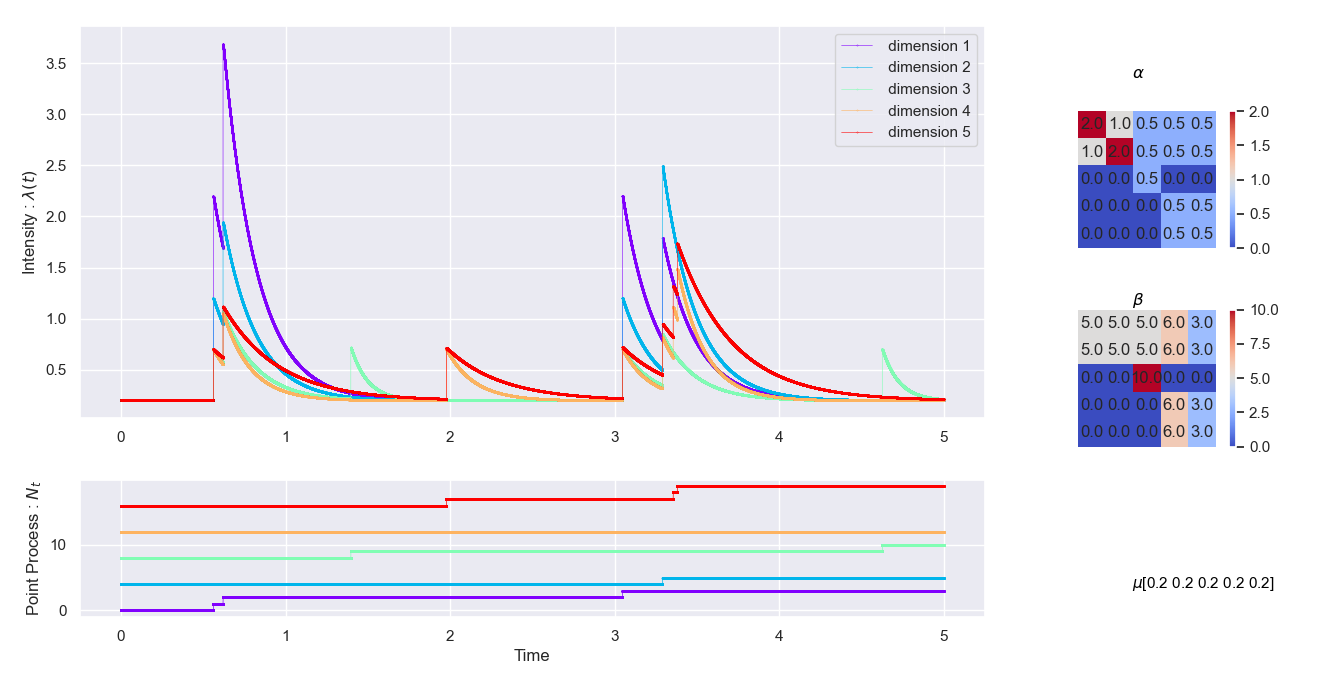 Intensity : λ(t)
3.5
3.0
2.5
2.0
1.5
1.0
0.5
0 1 2 3 4 5
dimension 1
dimension 2
dimension 3
dimension 4
dimension 5
Point Process : Nt
10
0
0 1 2 3 4 5
Time
α
2.0 1.0 0.5 0.5 0.5
1.0 2.0 0.5 0.5 0.5
0.0 0.0 0.5 0.0 0.0
0.0 0.0 0.0 0.5 0.5
0.0 0.0 0.0 0.5 0.5
2.0
1.5
1.0
0.5
0.0
β
5.0 5.0 5.0 6.0 3.0
5.0 5.0 5.0 6.0 3.0
0.0 0.0 10.0 0.0 0.0
0.0 0.0 0.0 6.0 3.0
0.0 0.0 0.0 6.0 3.0
10.0
7.5
5.0
2.5
0.0
μ[0.2 0.2 0.2 0.2 0.2]